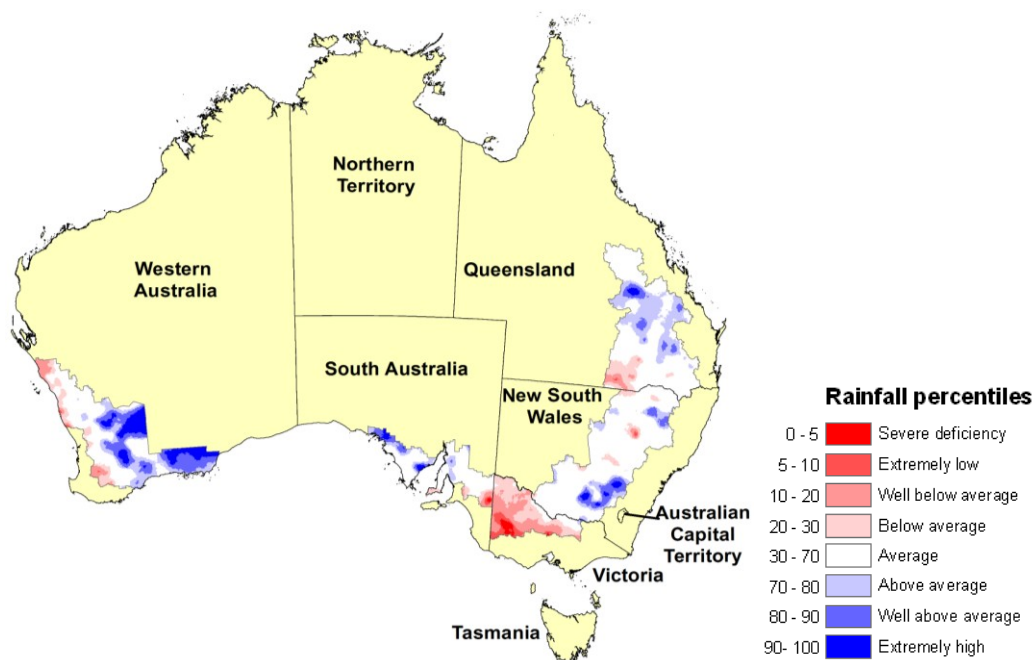 Northern
Territory
Western
Australia
Queensland
South Australia
New South
Wales
Australian
Capital
Territory
Victoria
Tasmania
Rainfall percentiles
0 - 5 Severe deficiency
5 - 10 Extremely low
10 - 20 Well below average
20 - 30 Below average
30 - 70 Average
70 - 80 Above average
80 - 90 Well above average
90- 100 Extremely high